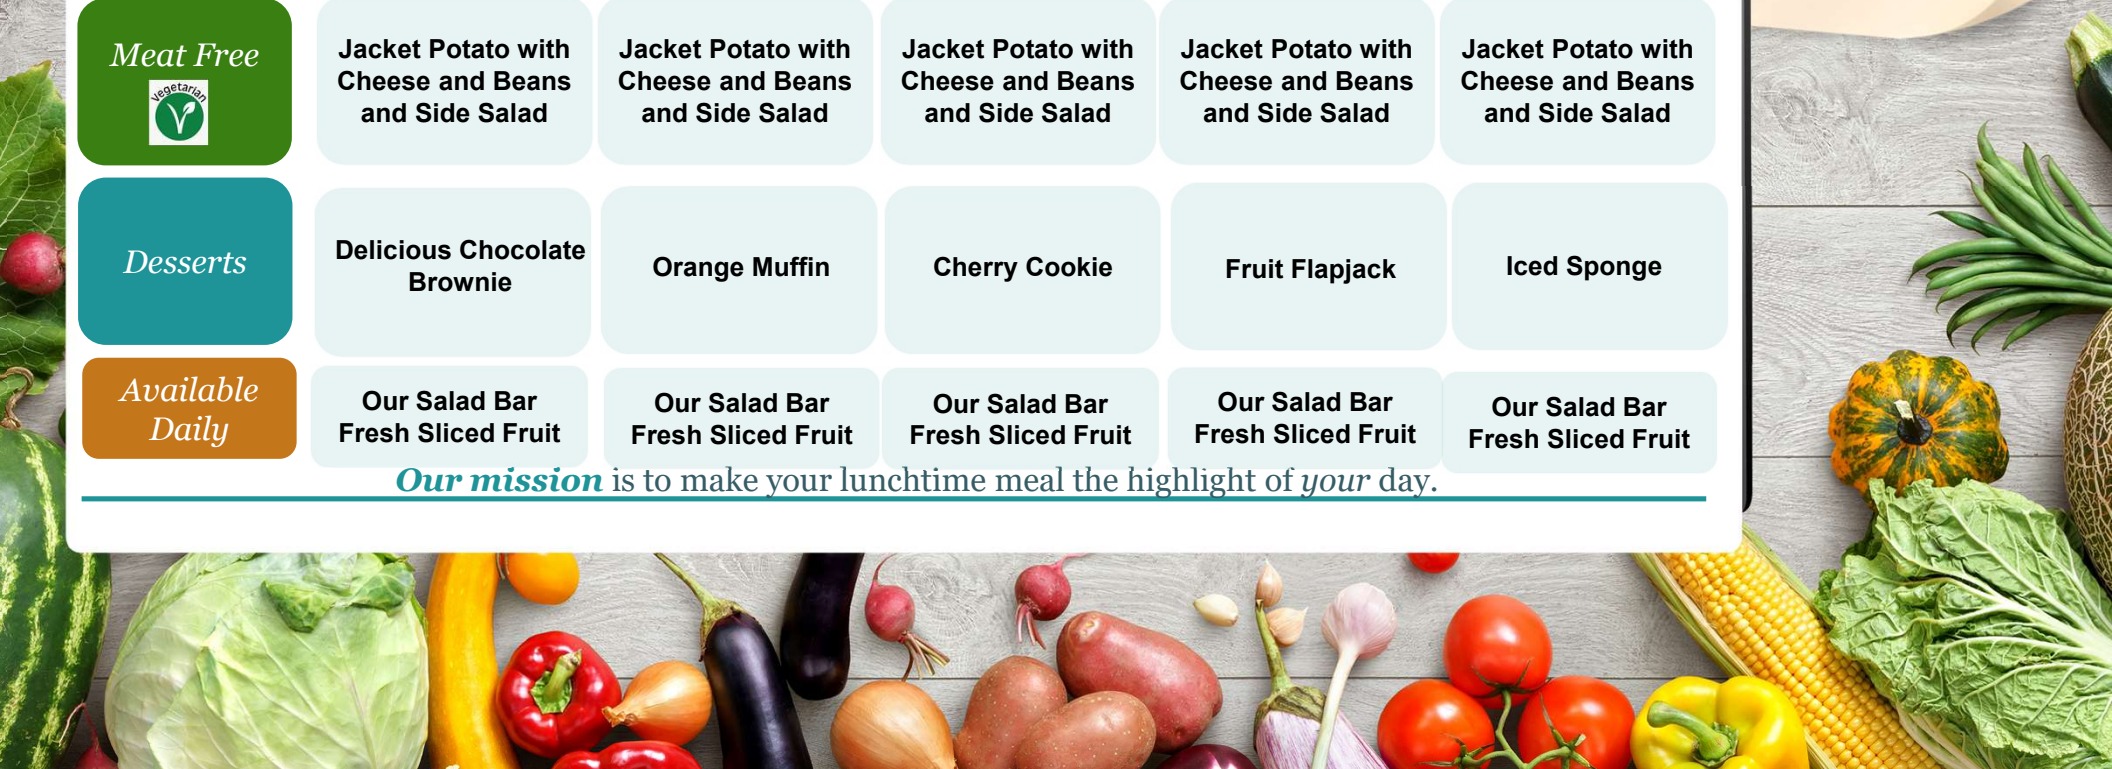 Meat Free
Vegetarian
Jacket Potato with
Cheese and Beans
and Side Salad
Jacket Potato with
Cheese and Beans
and Side Salad
Jacket Potato with
Cheese and Beans
and Side Salad
Jacket Potato with
Cheese and Beans
and Side Salad
Jacket Potato with
Cheese and Beans
and Side Salad
Desserts
Delicious Chocolate
Brownie
Orange Muffin
Cherry Cookie
Fruit Flapjack
Iced Sponge
Available
Daily
Our Salad Bar
Fresh Sliced Fruit
Our Salad Bar
Fresh Sliced Fruit
Our Salad Bar
Fresh Sliced Fruit
Our Salad Bar
Fresh Sliced Fruit
Our Salad Bar
Fresh Sliced Fruit
Our mission is to make your lunchtime meal the highlight of your day.